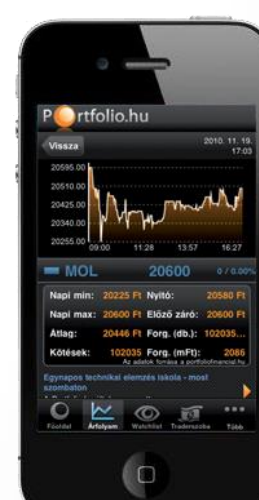 Portfolio.hu
Vissza
2010. 11. 19.
17:03
20595.00
20510.00
20425.00
20340.00
20255.00
09:00 11:28 13:57 16:27
MOL 20600 0 / 0.00%
Napi min: 20225 Ft Nyitó: 20580 Ft
Napi max: 20600 Ft Előző záró: 20600 Ft
Átlag: 20446 Ft Forg. (db.): 102035...
Kötések: 102035 Forg. (mFt): 2086
Az adatok forrása a portfoliofinancial.hu
Egynapos technikai elemzés iskola - most
szombaton
Főoldal Árfolyam Watchlist Traderszoba Több